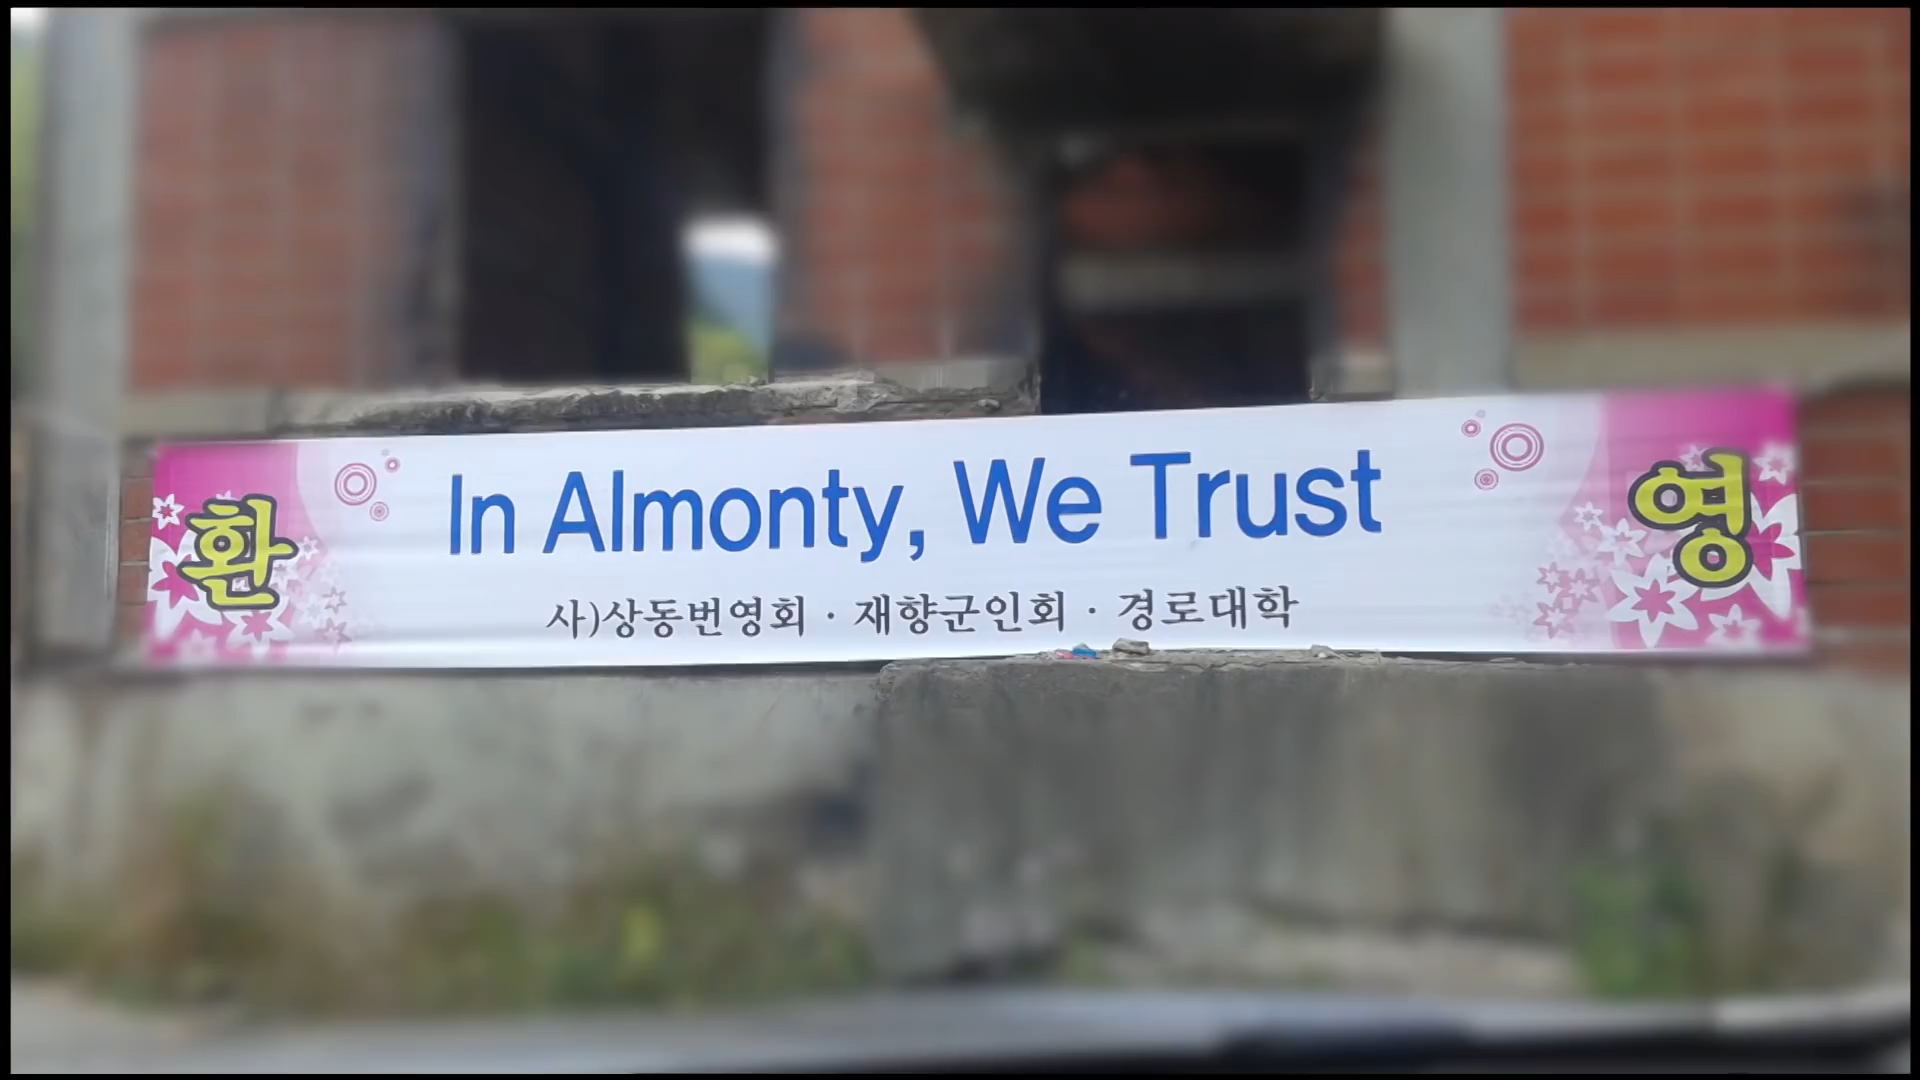 환 영
In Almonty, We Trust
사)상동번영회 · 재향군인회 · 경로대학